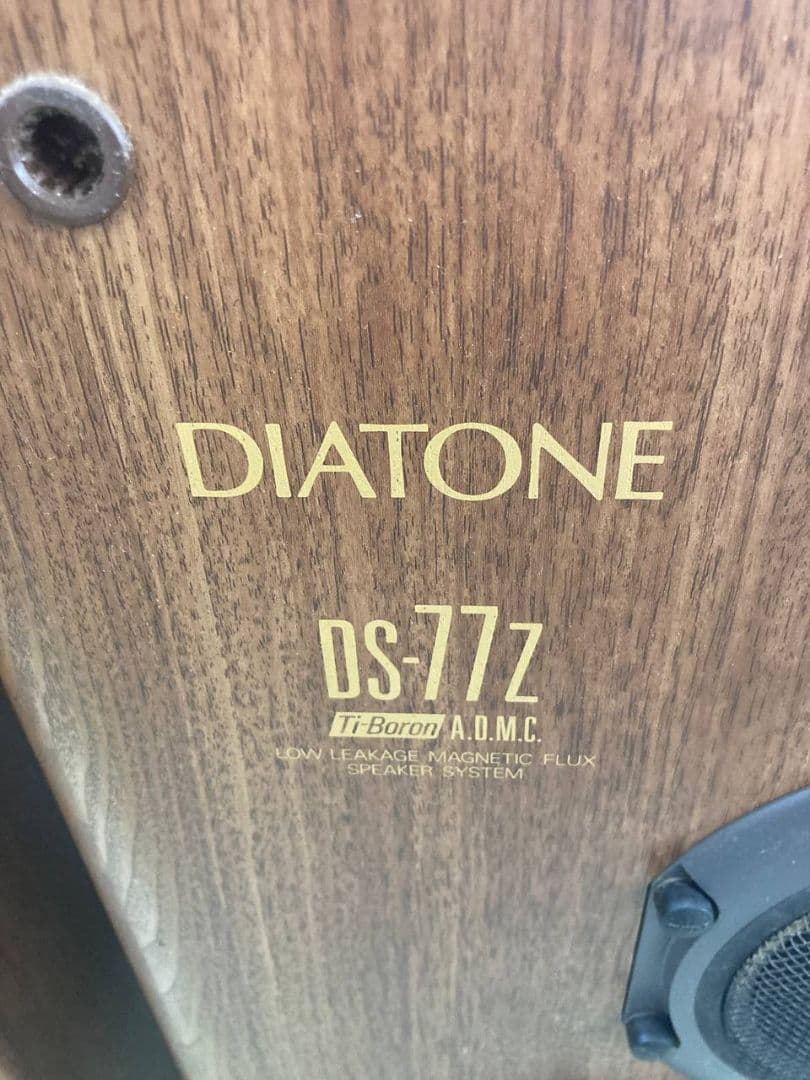 DIATONE
DS-77Z
Ti-Boron A.D.M.C.
LOW LEAKAGE MAGNETIC FLUX
SPEAKER SYSTEM